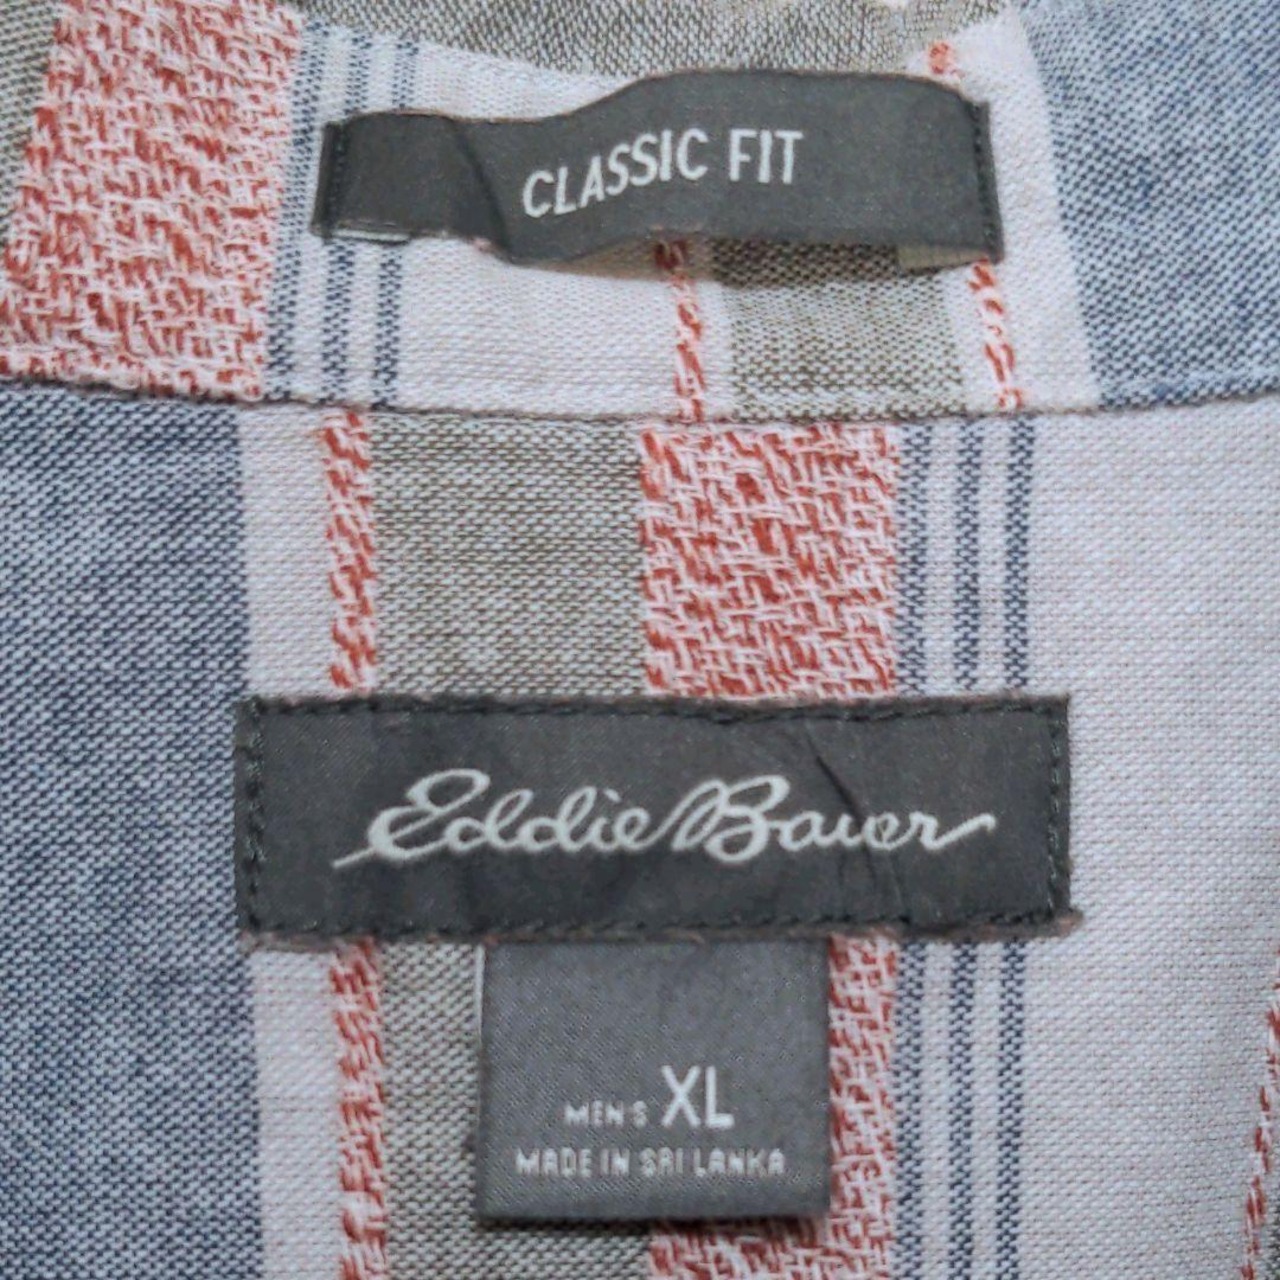 CLASSIC FIT
Eddie Bauer
MEN'S XL
MADE IN SRI LANKA